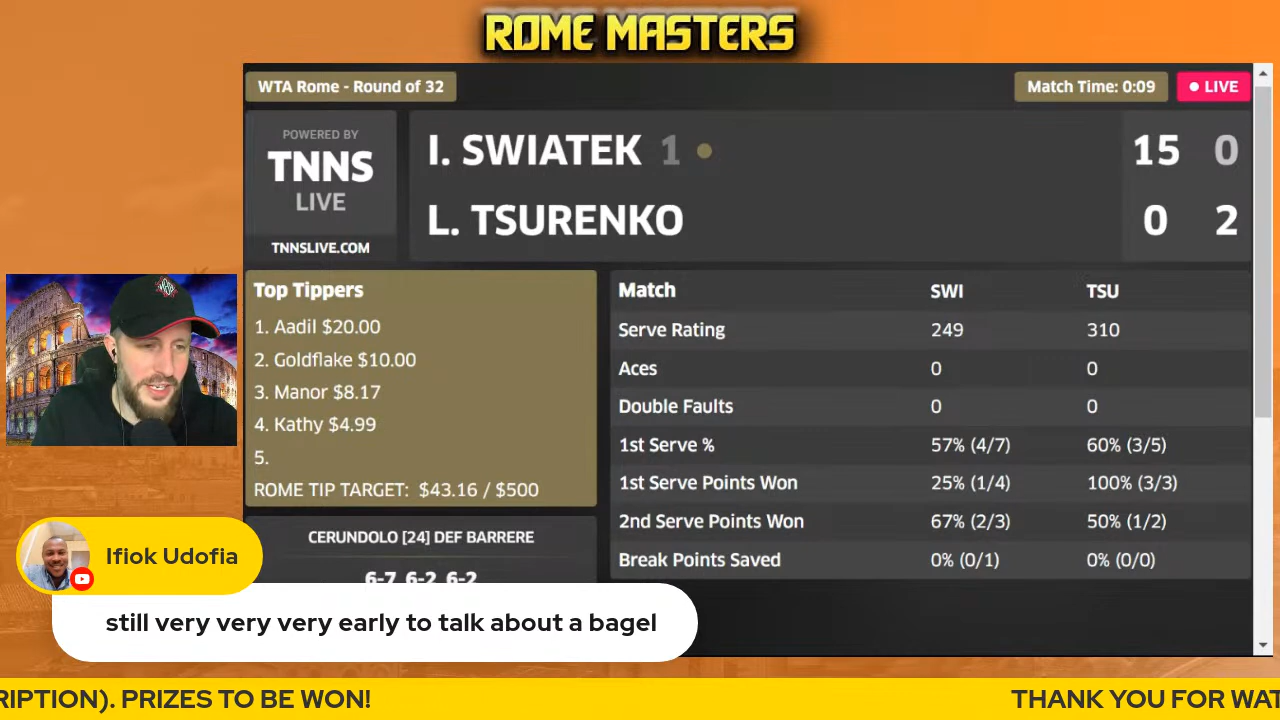 ROME MASTERS
WTA Rome - Round of 32
Match Time: 0:09
LIVE
POWERED BY
TNNS
LIVE
TNNSLIVE.COM
I. SWIATEK 1 15 0
L. TSURENKO 0 2
Top Tippers
1. Aadil $20.00
2. Goldflake $10.00
3. Manor $8.17
4. Kathy $4.99
5.
ROME TIP TARGET: $43.16 / $500
CERUNDOLO [24] DEF BARRERE
6-7 6-2 6-2
Match SWI TSU
Serve Rating 249 310
Aces 0 0
Double Faults 0 0
1st Serve % 57% (4/7) 60% (3/5)
1st Serve Points Won 25% (1/4) 100% (3/3)
2nd Serve Points Won 67% (2/3) 50% (1/2)
Break Points Saved 0% (0/1) 0% (0/0)
Ifiok Udofia
still very very very early to talk about a bagel
RIPTION). PRIZES TO BE WON! THANK YOU FOR WAT